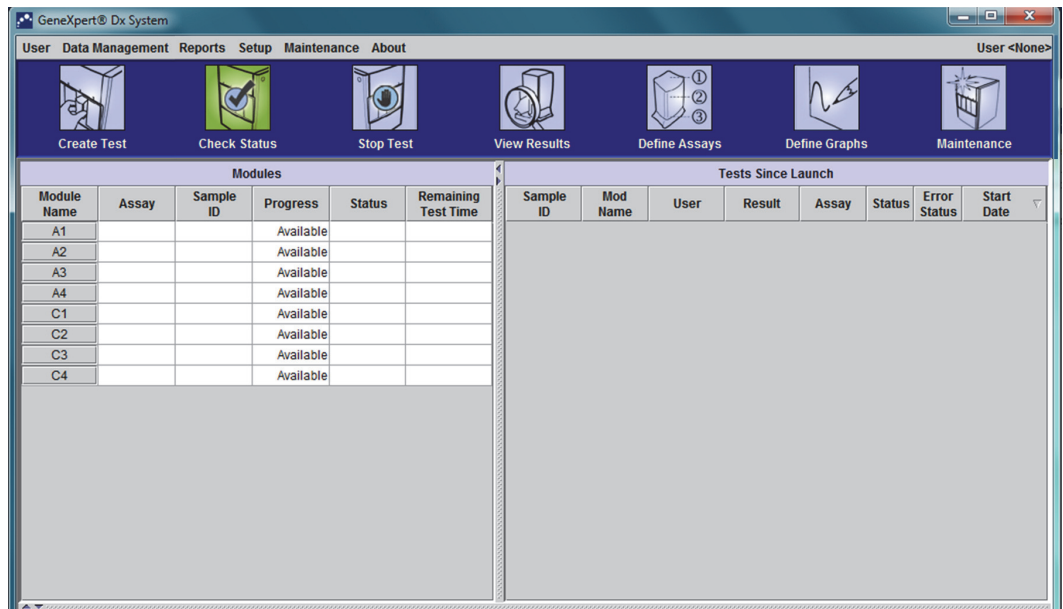 GeneXpert® Dx System
User Data Management Reports Setup Maintenance About User <None>
Create Test Check Status Stop Test View Results Define Assays Define Graphs Maintenance
① 
②
③
Modules
Module Name Assay Sample ID Progress Status Remaining Test Time
A1 Available
A2 Available
A3 Available
A4 Available
C1 Available
C2 Available
C3 Available
C4 Available
Tests Since Launch
Sample ID Mod Name User Result Assay Status Error Status Start Date